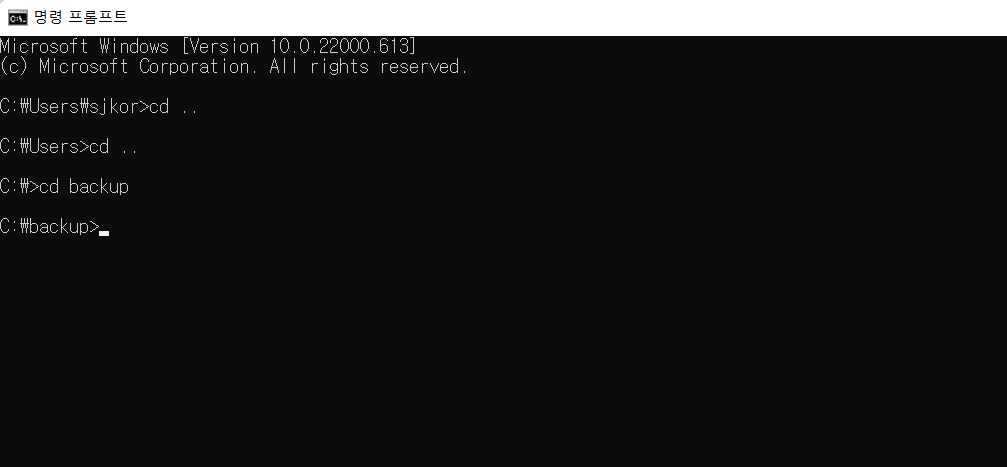 명령 프롬프트
Microsoft Windows [Version 10.0.22000.613]
(c) Microsoft Corporation. All rights reserved.
C:₩Users₩sjkor>cd ..
C:₩Users>cd ..
C:₩>cd backup
C:₩backup>